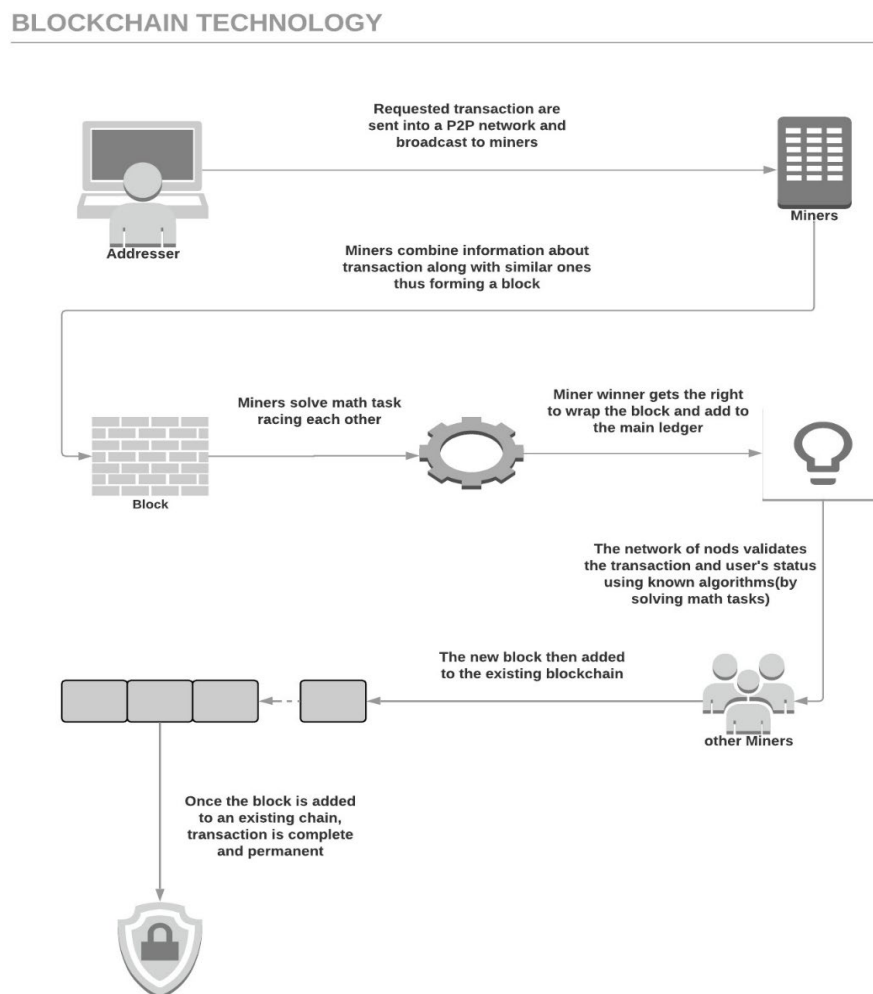 BLOCKCHAIN TECHNOLOGY
Requested transaction are
sent into a P2P network and
broadcast to miners
Addresser
Miners
Miners combine information about
transaction along with similar ones
thus forming a block
Miners solve math task
racing each other
Miner winner gets the right
to wrap the block and add to
the main ledger
Block
The network of nods validates
the transaction and user's status
using known algorithms(by
solving math tasks)
The new block then added
to the existing blockchain
other Miners
Once the block is added
to an existing chain,
transaction is complete
and permanent